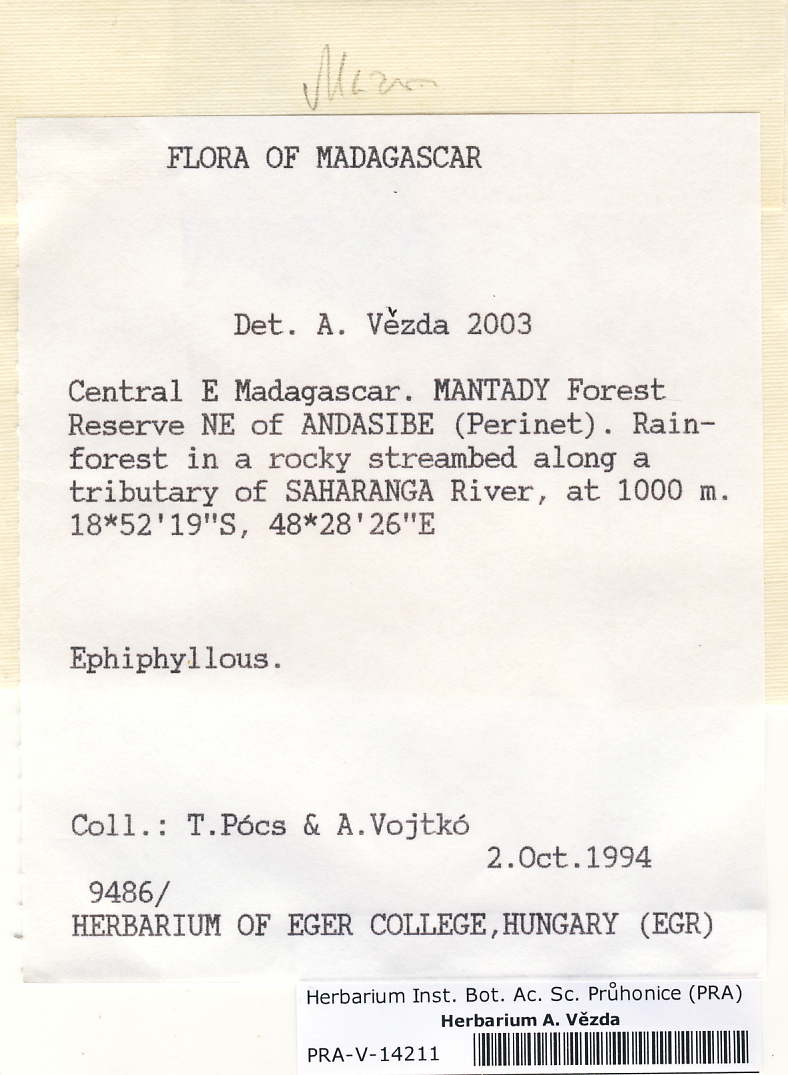 FLORA OF MADAGASCAR
Det. A. Vězda 2003
Central E Madagascar. MANTADY Forest
Reserve NE of ANDASIBE (Perinet). Rain-
forest in a rocky streambed along a
tributary of SAHARANGA River, at 1000 m.
18*52'19"S, 48*28'26"E
Ephiphyllous.
Coll.: T.Pócs & A.Vojtkó
2.Oct.1994
9486/
HERBARIUM OF EGER COLLEGE,HUNGARY (EGR)
Herbarium Inst. Bot. Ac. Sc. Průhonice (PRA)
Herbarium A. Vězda
PRA-V-14211